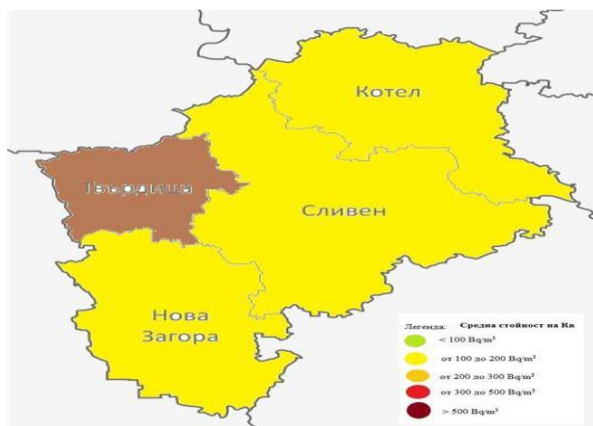 Котел
Твърдица
Сливен
Нова
Загора
Легенда: Средна стойност на Rn
< 100 Bq/m³
от 100 до 200 Bq/m³
от 200 до 300 Bq/m³
от 300 до 500 Bq/m³
> 500 Bq/m³